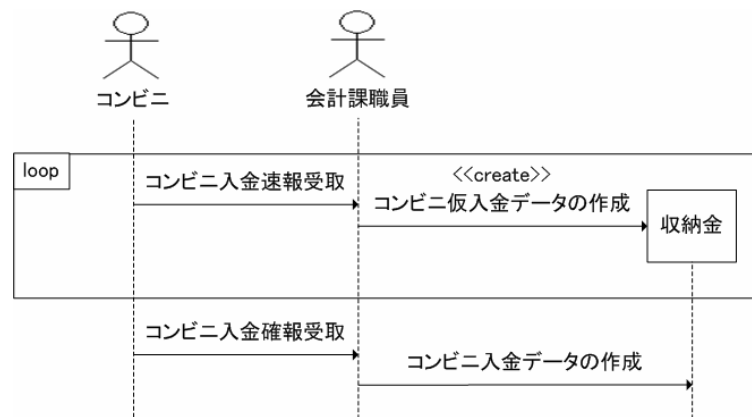 コンビニ
会計課職員
loop
コンビニ入金速報受取
<<create>>
コンビニ仮入金データの作成
収納金
コンビニ入金確報受取
コンビニ入金データの作成